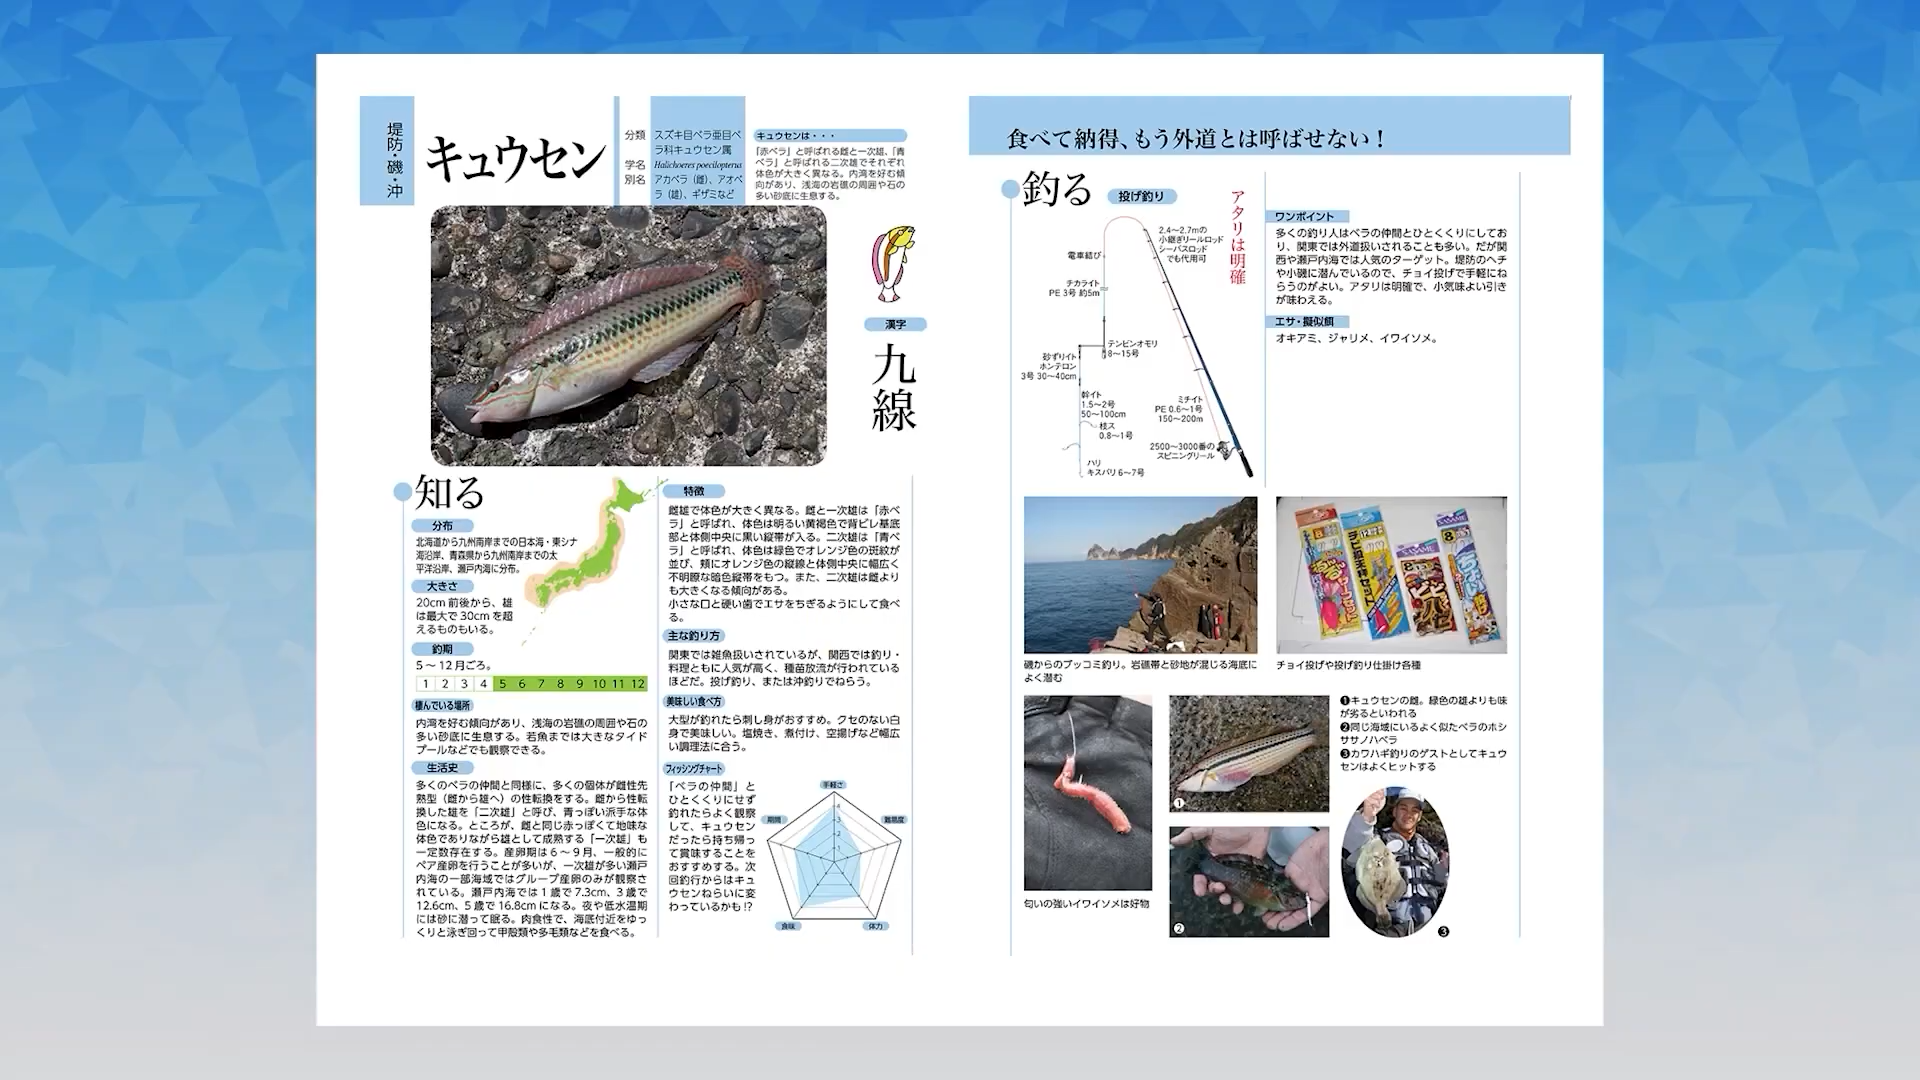 堤防・磯・沖
キュウセン
分類
スズキ目ベラ亜目ベ
ラ科キュウセン属
学名
Halichoeres poecilopterus
別名
アカベラ（雌）、アオベ
ラ（雄）、ギザミなど
キュウセンは・・・
「赤ベラ」と呼ばれる雌と一次雄、「青
ベラ」と呼ばれる二次雄でそれぞれ
体色が大きく異なる。内湾を好む傾
向があり、浅海の岩礁の周囲や石の
多い砂底に生息する。
漢字
九線
知る
分布
北海道から九州南岸までの日本海・東シナ
海沿岸、青森県から九州南岸までの太
平洋沿岸、瀬戸内海に分布。
大きさ
20cm 前後から、雄
は最大で 30cm を超
えるものもいる。
釣期
5 〜 12 月ごろ。
1 2 3 4 5 6 7 8 9 10 11 12
棲んでいる場所
内湾を好む傾向があり、浅海の岩礁の周囲や石の
多い砂底に生息する。若魚までは大きなタイド
プールなどでも観察できる。
生活史
多くのベラの仲間と同様に、多くの個体が雌性先
熟型（雌から雄へ）の性転換をする。雌から性転
換した雄を「二次雄」と呼び、青っぽい派手な体
色になる。ところが、雌と同じ赤っぽくて地味な
体色でありながら雄として成熟する「一次雄」も
一定数存在する。産卵期は 6 〜 9 月、一般的に
ペア産卵を行うことが多いが、一次雄が多い瀬戸
内海の一部海域ではグループ産卵のみが観察さ
れている。瀬戸内海では 1 歳で 7.3cm、3 歳で
12.6cm、5 歳で 16.8cm になる。夜や低水温期
には砂に潜って眠る。肉食性で、海底付近をゆっ
くりと泳ぎ回って甲殻類や多毛類などを食べる。
特徴
雌雄で体色が大きく異なる。雌と一次雄は「赤ベ
ラ」と呼ばれ、体色は明るい黄褐色で背ビレ基底
部と体側中央に黒い縦帯が入る。二次雄は「青ベ
ラ」と呼ばれ、体色は緑色でオレンジ色の斑紋が
並び、頬にオレンジ色の縦線と体側中央に幅広く
不明瞭な暗色縦帯をもつ。また、二次雄は雌より
も大きくなる傾向がある。
小さな口と硬い歯でエサをちぎるようにして食べ
る。
主な釣り方
関東では雑魚扱いされているが、関西では釣り・
料理ともに人気が高く、種苗放流が行われている
ほどだ。投げ釣り、または沖釣りでねらう。
美味しい食べ方
大型が釣れたら刺し身がおすすめ。クセのない白
身で美味しい。塩焼き、煮付け、空揚げなど幅広
い調理法に合う。
フィッシングチャート
「ベラの仲間」と
ひとくくりにせず
釣れたらよく観察
して、キュウセン
だったら持ち帰っ
て賞味することを
おすすめする。次
回釣行からはキュ
ウセンねらいに変
わっているかも !?
手軽さ
難易度
体力
食味
期間
食べて納得、もう外道とは呼ばせない！
釣る
投げ釣り
アタリは明確
2.4〜2.7mの
小継ぎリールロッド
シーバスロッド
でも代用可
電車結び
チカライト
PE 3号 約5m
テンビンオモリ
8〜15号
砂ずりイト
ホンテロン
3号 30〜40cm
幹イト
1.5〜2号
50〜100cm
枝ス
0.8〜1号
ハリ
キスバリ 6〜7号
ミチイト
PE 0.6〜1号
150〜200m
2500〜3000番の
スピニングリール
ワンポイント
多くの釣り人はベラの仲間とひとくくりにしてお
り、関東では外道扱いされることも多い。だが関
西や瀬戸内海では人気のターゲット。堤防のヘチ
や小磯に潜んでいるので、チョイ投げで手軽にね
らうのがよい。アタリは明確で、小気味よい引き
が味わえる。
エサ・擬似餌
オキアミ、ジャリメ、イワイソメ。
磯からのブッコミ釣り。岩礁帯と砂地が混じる海底に
よく潜む
チョイ投げや投げ釣り仕掛け各種
匂いの強いイワイソメは好物
❶キュウセンの雌。緑色の雄よりも味
が劣るといわれる
❷同じ海域にいるよく似たベラのホシ
ササノハベラ
❸カワハギ釣りのゲストとしてキュウ
センはよくヒットする
❶
❷
❸